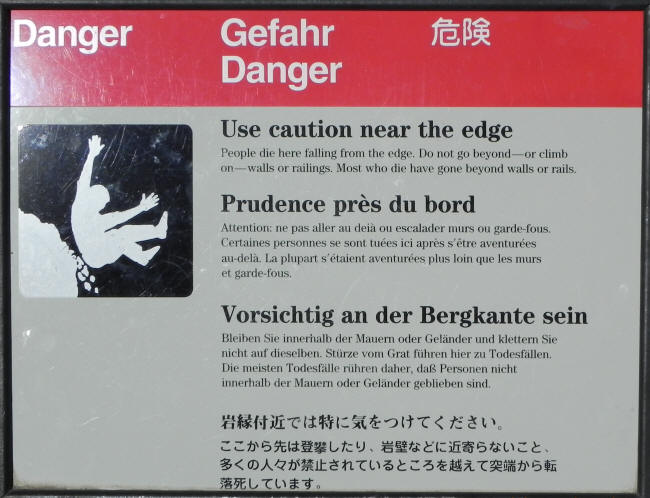 Danger
Gefahr
危険
Danger
Use caution near the edge
People die here falling from the edge. Do not go beyond—or climb
on—walls or railings. Most who die have gone beyond walls or rails.
Prudence près du bord
Attention: ne pas aller au deià ou escalader murs ou garde-fous.
Certaines personnes se sont tuées ici après s'être aventurées
au-delà. La plupart s'étaient aventurées plus loin que les murs
et garde-fous.
Vorsichtig an der Bergkante sein
Bleiben Sie innerhalb der Mauern oder Geländer und klettern Sie
nicht auf dieselben. Stürze vom Grat führen hier zu Todesfällen.
Die meisten Todesfälle rühren daher, daß Personen nicht
innerhalb der Mauern oder Geländer geblieben sind.
岩縁付近では特に気をつけてください。
ここから先は登攀したり、岩壁などに近寄らないこと、
多くの人々が禁止されているところを越えて突端から転
落死しています。